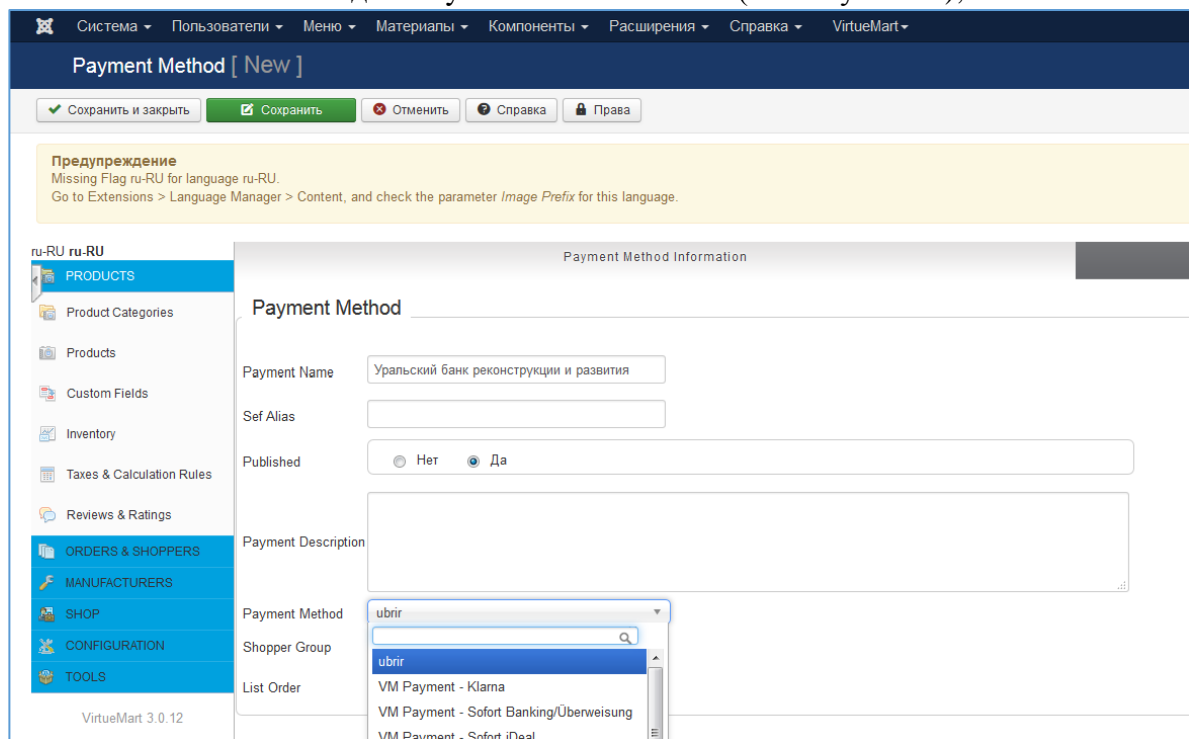 Система Пользователи Меню Материалы Компоненты Расширения Справка VirtueMart
Payment Method [ New ]
Сохранить и закрыть Сохранить Отменить Справка Права
Предупреждение
Missing Flag ru-RU for language ru-RU.
Go to Extensions > Language Manager > Content, and check the parameter Image Prefix for this language.
ru-RU ru-RU
Payment Method Information
PRODUCTS
Product Categories
Products
Custom Fields
Inventory
Taxes & Calculation Rules
Reviews & Ratings
ORDERS & SHOPPERS
MANUFACTURERS
SHOP
CONFIGURATION
TOOLS
VirtueMart 3.0.12
Payment Method
Payment Name Уральский банк реконструкции и развития
Sef Alias
Published Нет Да
Payment Description
Payment Method ubrir
Shopper Group
ubrir
List Order
VM Payment - Klarna
VM Payment - Sofort Banking/Überweisung
VM Payment - Sofort iDeal